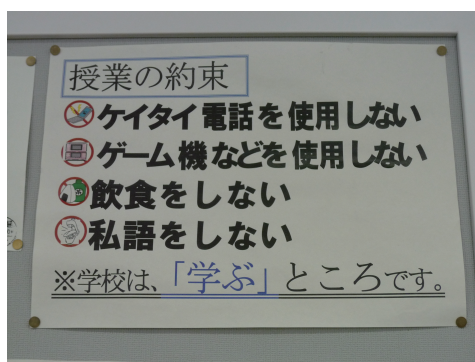 授業の約束
ケイタイ電話を使用しない
ゲーム機などを使用しない
飲食をしない
私語をしない
※学校は、「学ぶ」ところです。